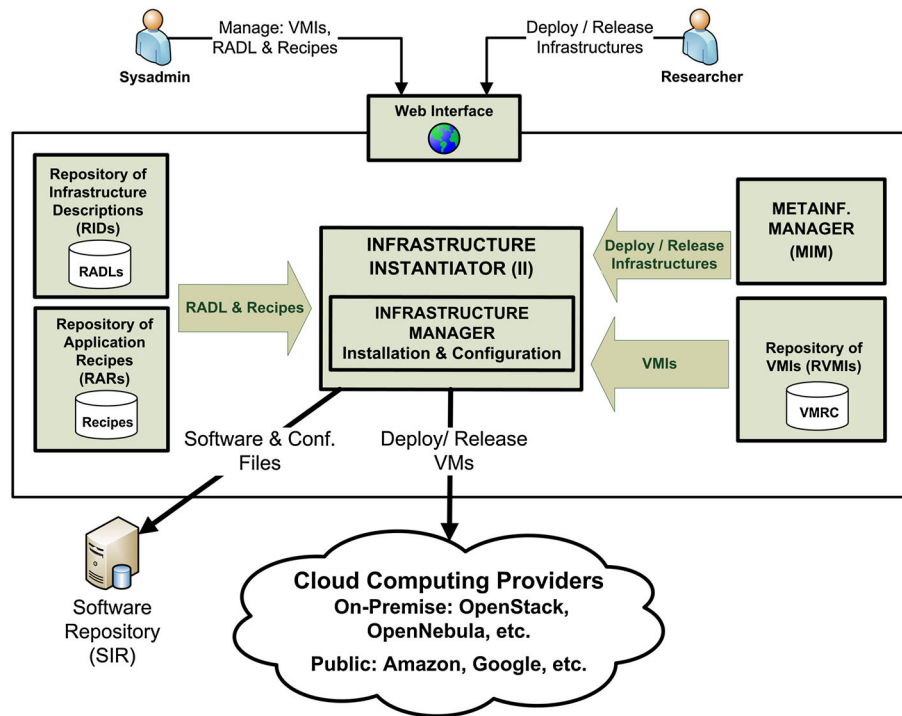 Manage: VMIs,
RADL & Recipes
Sysadmin
Deploy / Release
Infrastructures
Researcher
Web Interface
Repository of
Infrastructure
Descriptions
(RIDs)
RADLs
Repository of
Application
Recipes
(RARs)
Recipes
RADL & Recipes
INFRASTRUCTURE
INSTANTIATOR (II)
INFRASTRUCTURE
MANAGER
Installation & Configuration
Deploy / Release
Infrastructures
METAINF.
MANAGER
(MIM)
VMIs
Repository of
VMIs (RVMIs)
VMRC
Software & Conf.
Files
Deploy/ Release
VMs
Software
Repository
(SIR)
Cloud Computing Providers
On-Premise: OpenStack,
OpenNebula, etc.
Public: Amazon, Google, etc.